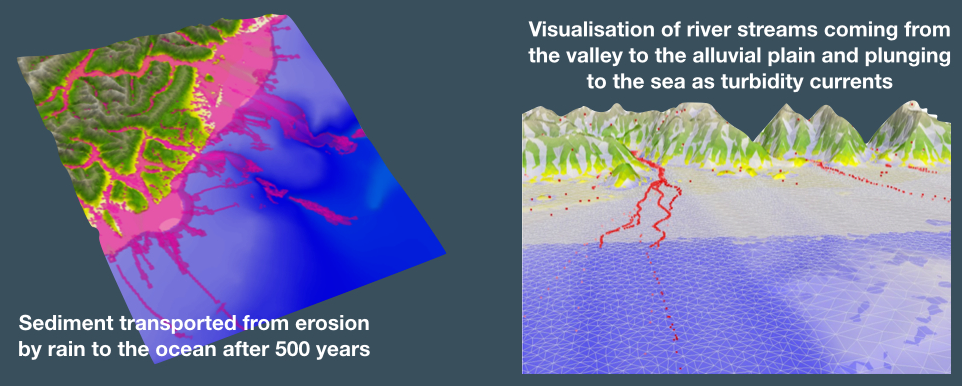 Visualisation of river streams coming from
the valley to the alluvial plain and plunging
to the sea as turbidity currents
Sediment transported from erosion
by rain to the ocean after 500 years